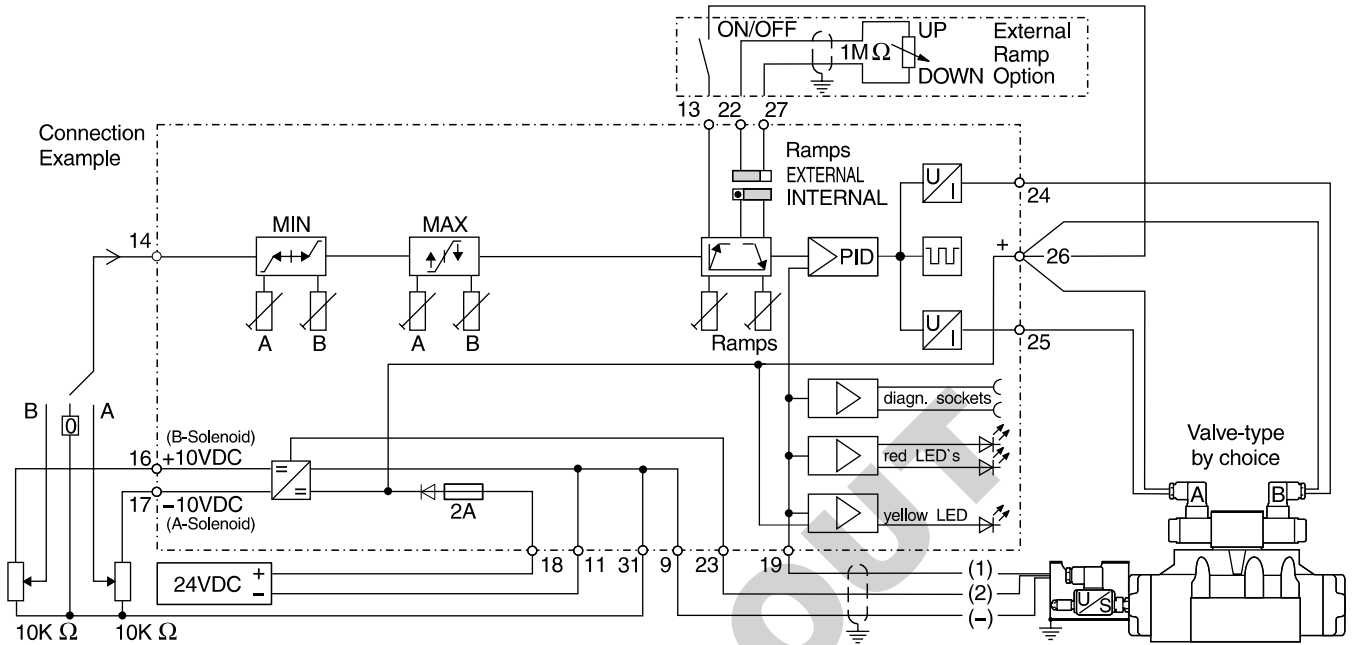 ON/OFF
UP
External
Ramp
Option
1M Ω
DOWN
13
22
27
Connection
Example
Ramps
EXTERNAL
INTERNAL
U
I
24
MIN
MAX
14
PID
+
26
A
B
A
B
Ramps
U
I
25
B
0
A
diagn. sockets
(B-Solenoid)
16
+10VDC
=
=
red LED`s
Valve-type
by choice
17
–10VDC
(A-Solenoid)
2A
yellow LED
A
B
24VDC
+
–
18
11
31
9
23
19
(1)
(2)
(–)
U
S
10K Ω
10K Ω
OUT